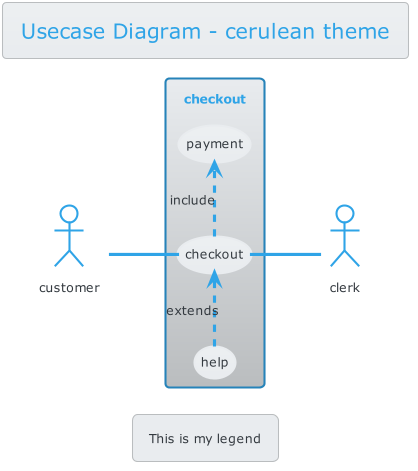 Usecase Diagram - cerulean theme
checkout
payment
include
customer
checkout
clerk
extends
help
This is my legend